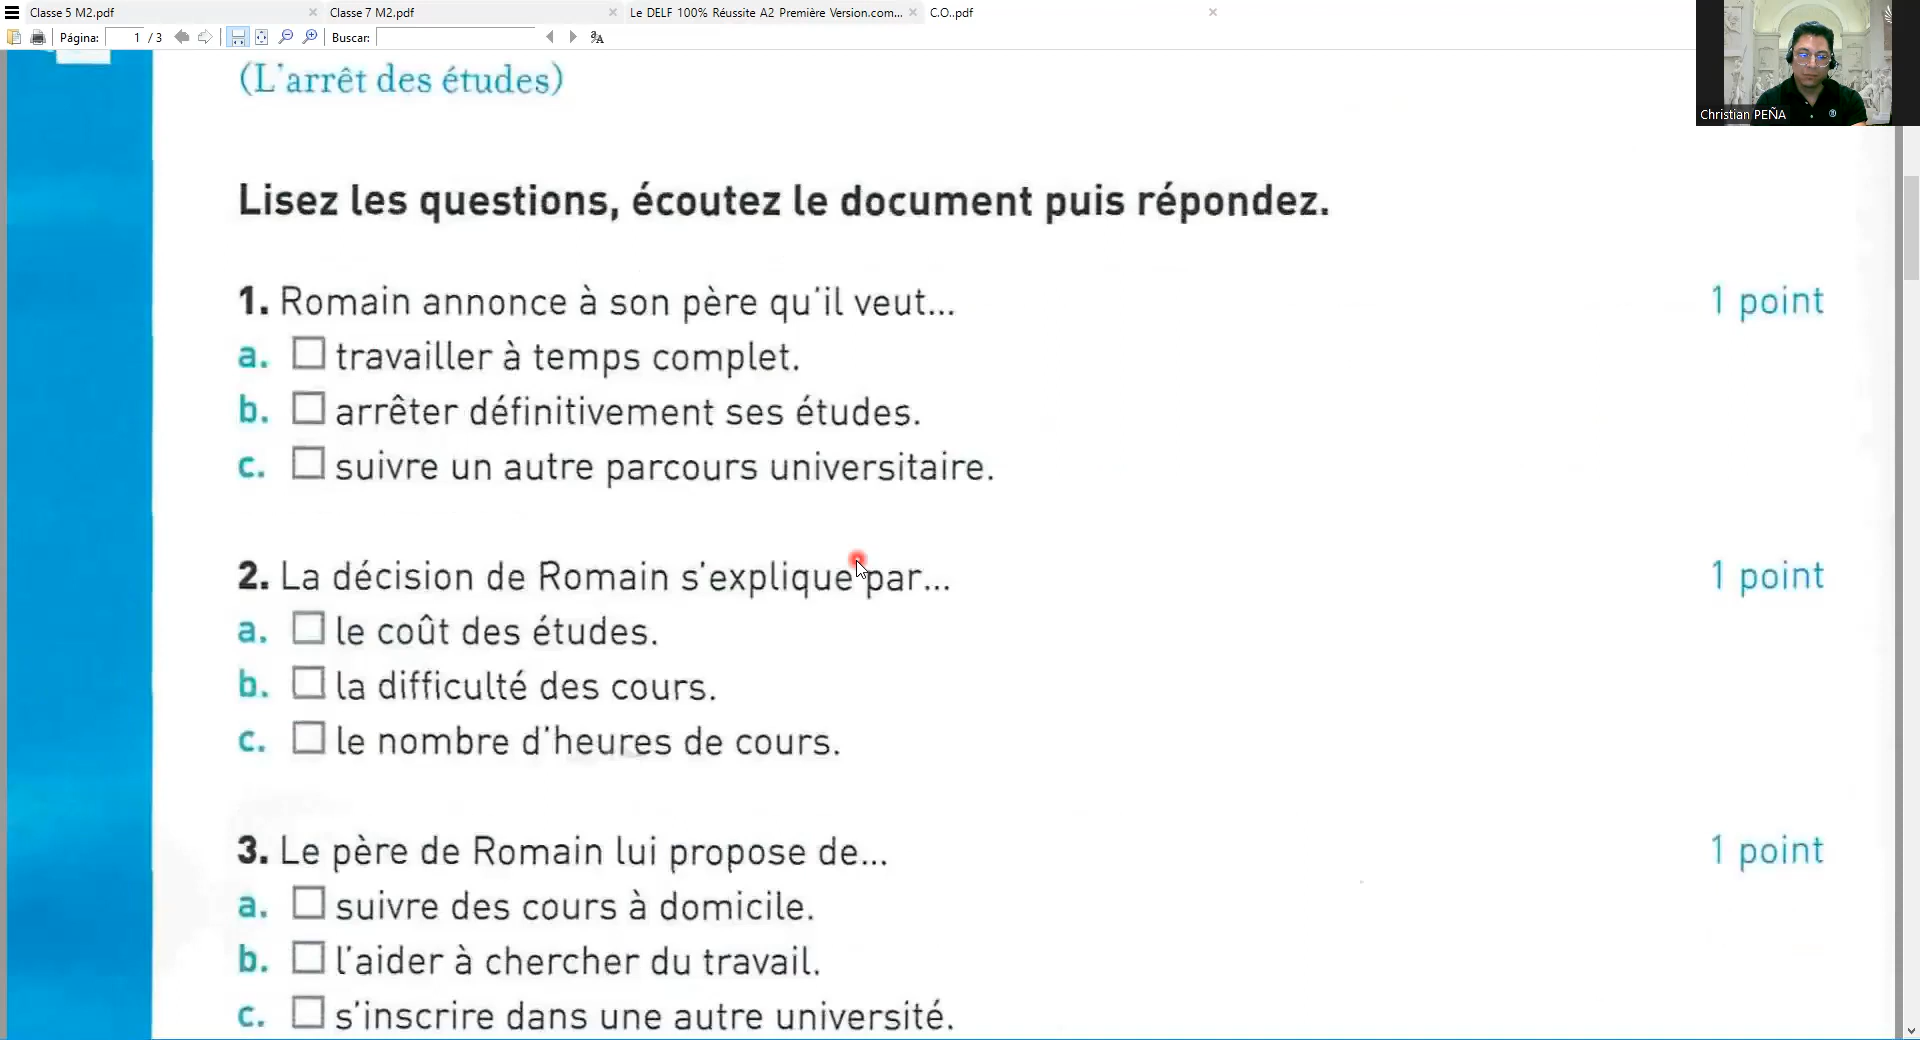 Classe 5 M2.pdf
Classe 7 M2.pdf
Le DELF 100% Réussite A2 Première Version.com...
C.O..pdf
Página: 1 / 3
Buscar:
Christian PEÑA
(L'arrêt des études)
Lisez les questions, écoutez le document puis répondez.
1. Romain annonce à son père qu'il veut... 1 point
a. travailler à temps complet.
b. arrêter définitivement ses études.
c. suivre un autre parcours universitaire.
2. La décision de Romain s'explique par... 1 point
a. le coût des études.
b. la difficulté des cours.
c. le nombre d'heures de cours.
3. Le père de Romain lui propose de... 1 point
a. suivre des cours à domicile.
b. l'aider à chercher du travail.
c. s'inscrire dans une autre université.